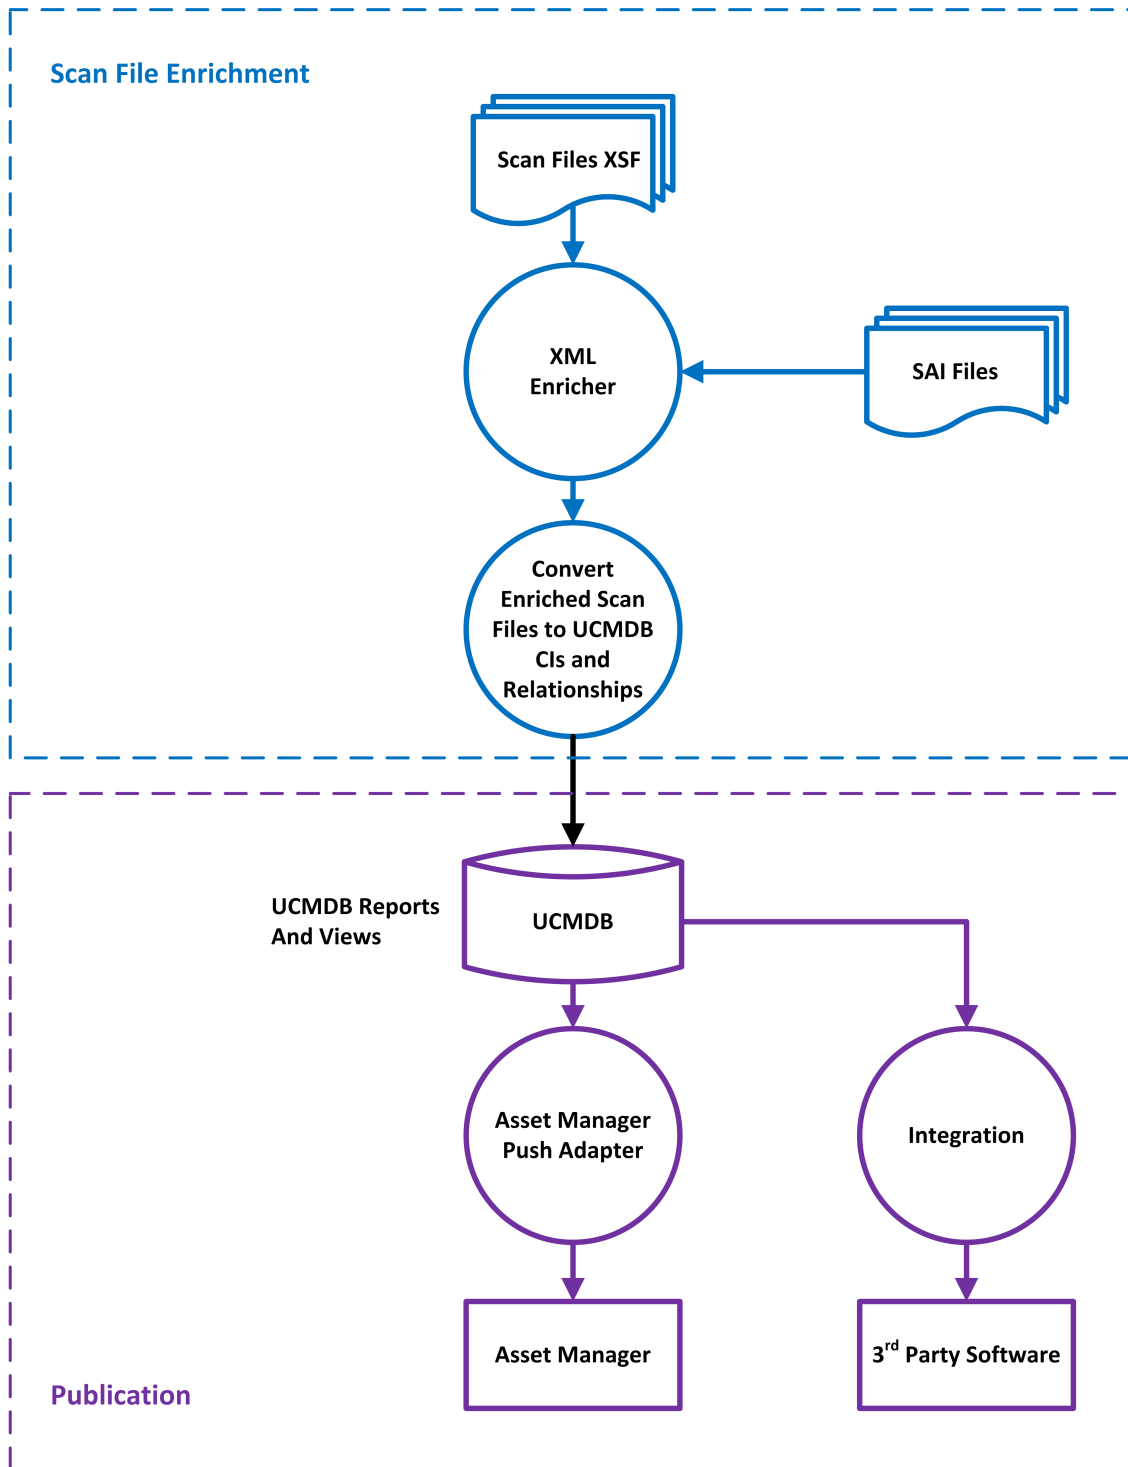 Scan File Enrichment
Scan Files XSF
XML
Enricher
SAI Files
Convert
Enriched Scan
Files to UCMDB
CIs and
Relationships
UCMDB Reports
And Views
UCMDB
Asset Manager
Push Adapter
Integration
Asset Manager
3rd Party Software
Publication